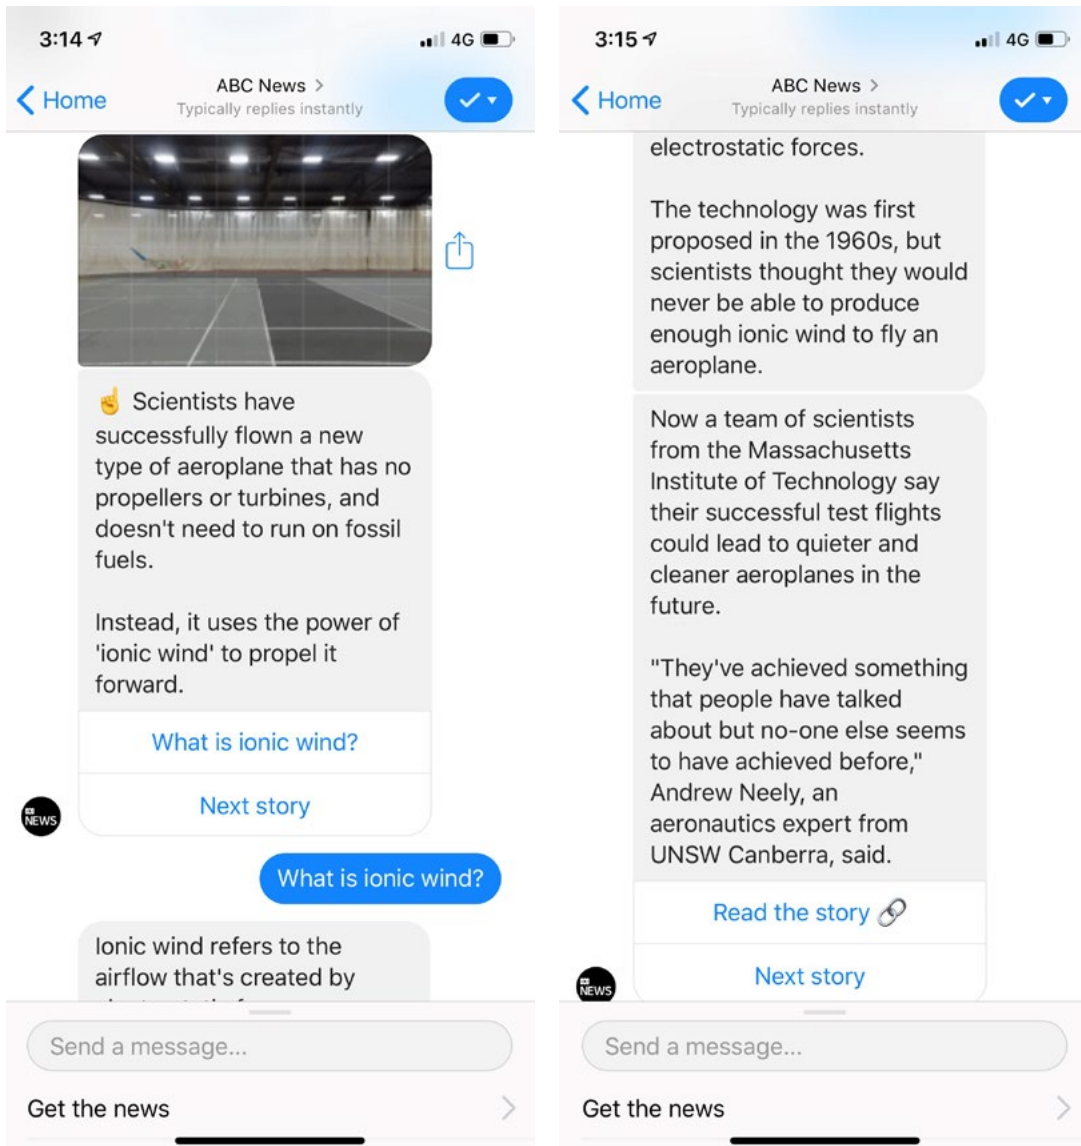 3:14
4G
Home
ABC News >
Typically replies instantly
☝ Scientists have
successfully flown a new
type of aeroplane that has no
propellers or turbines, and
doesn't need to run on fossil
fuels.
Instead, it uses the power of
'ionic wind' to propel it
forward.
What is ionic wind?
Next story
NEWS
What is ionic wind?
Ionic wind refers to the
airflow that's created by
Send a message...
Get the news
3:15
4G
Home
ABC News >
Typically replies instantly
electrostatic forces.
The technology was first
proposed in the 1960s, but
scientists thought they would
never be able to produce
enough ionic wind to fly an
aeroplane.
Now a team of scientists
from the Massachusetts
Institute of Technology say
their successful test flights
could lead to quieter and
cleaner aeroplanes in the
future.
"They've achieved something
that people have talked
about but no-one else seems
to have achieved before,"
Andrew Neely, an
aeronautics expert from
UNSW Canberra, said.
Read the story 🔗
Next story
NEWS
Send a message...
Get the news